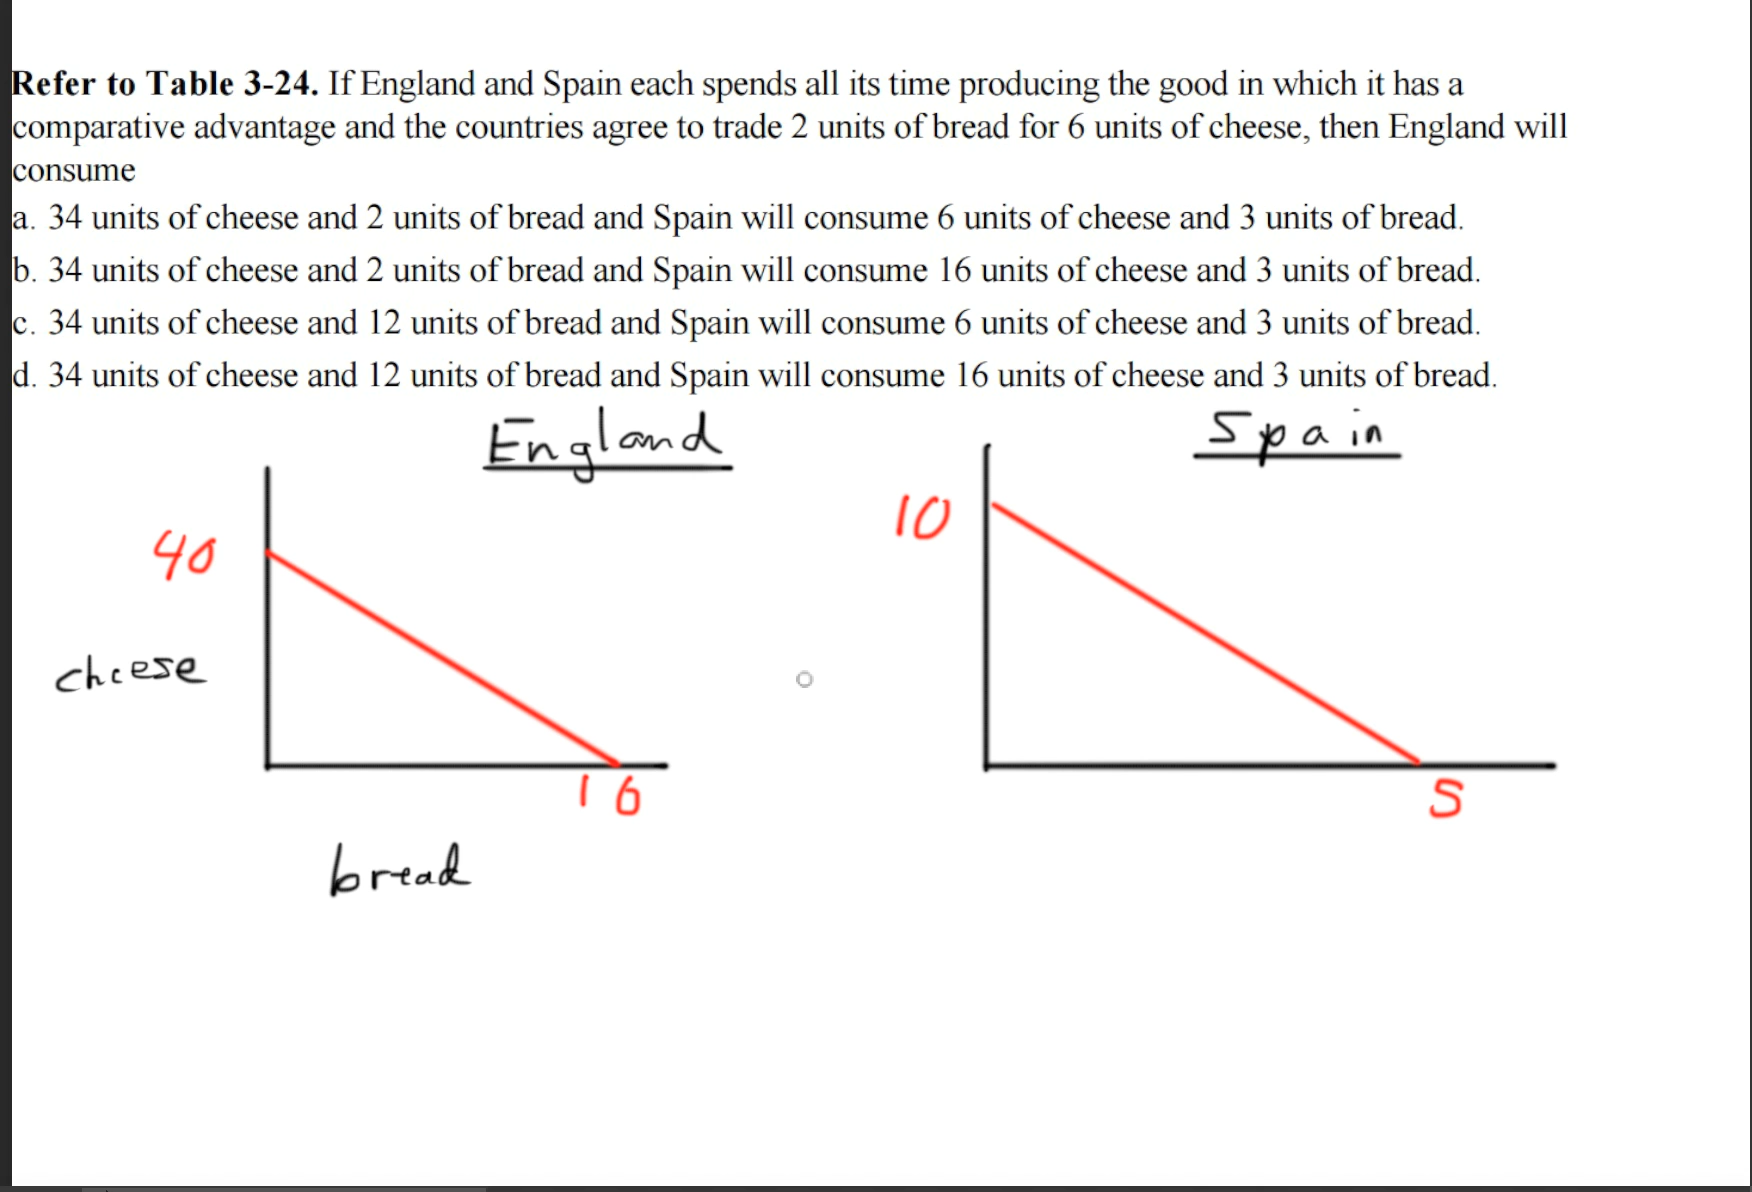 Refer to Table 3-24. If England and Spain each spends all its time producing the good in which it has a
comparative advantage and the countries agree to trade 2 units of bread for 6 units of cheese, then England will
consume
a. 34 units of cheese and 2 units of bread and Spain will consume 6 units of cheese and 3 units of bread.
b. 34 units of cheese and 2 units of bread and Spain will consume 16 units of cheese and 3 units of bread.
c. 34 units of cheese and 12 units of bread and Spain will consume 6 units of cheese and 3 units of bread.
d. 34 units of cheese and 12 units of bread and Spain will consume 16 units of cheese and 3 units of bread.
England
Spain
40
10
cheese
16
5
bread